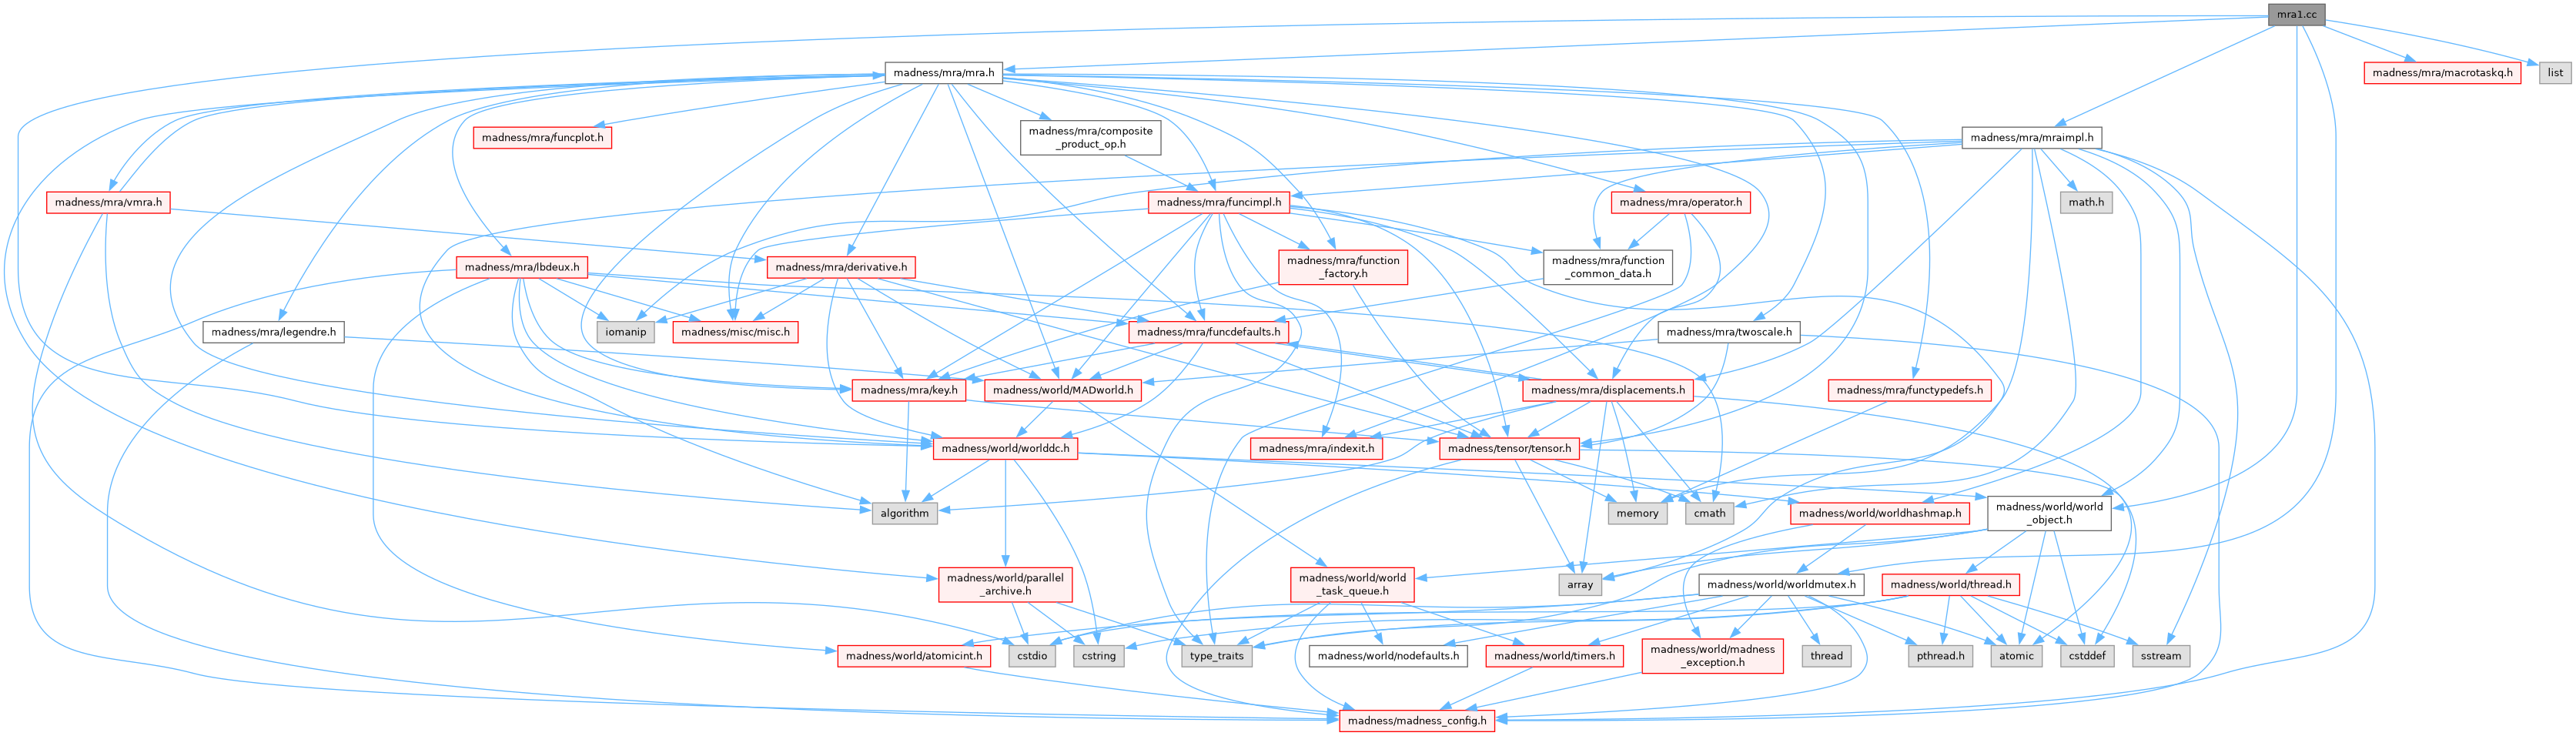 mra1.cc
madness/mra/mra.h
madness/mra/macrotaskq.h
list
madness/mra/funcplot.h
madness/mra/composite
_product_op.h
madness/mra/mraimpl.h
madness/mra/vmra.h
madness/mra/funcimpl.h
madness/mra/operator.h
math.h
madness/mra/lbdeux.h
madness/mra/derivative.h
madness/mra/function
_factory.h
madness/mra/function
_common_data.h
madness/mra/legendre.h
iomanip
madness/misc/misc.h
madness/mra/funcdefaults.h
madness/mra/twoscale.h
madness/mra/key.h
madness/world/MADworld.h
madness/mra/displacements.h
madness/mra/functypedefs.h
madness/world/worlddc.h
madness/mra/indexit.h
madness/tensor/tensor.h
algorithm
memory
cmath
madness/world/worldhashmap.h
madness/world/world
_object.h
madness/world/parallel
_archive.h
madness/world/world
_task_queue.h
array
madness/world/worldmutex.h
madness/world/thread.h
madness/world/atomicint.h
cstdio
cstring
type_traits
madness/world/nodefaults.h
madness/world/timers.h
madness/world/madness
_exception.h
thread
pthread.h
atomic
cstddef
sstream
madness/madness_config.h